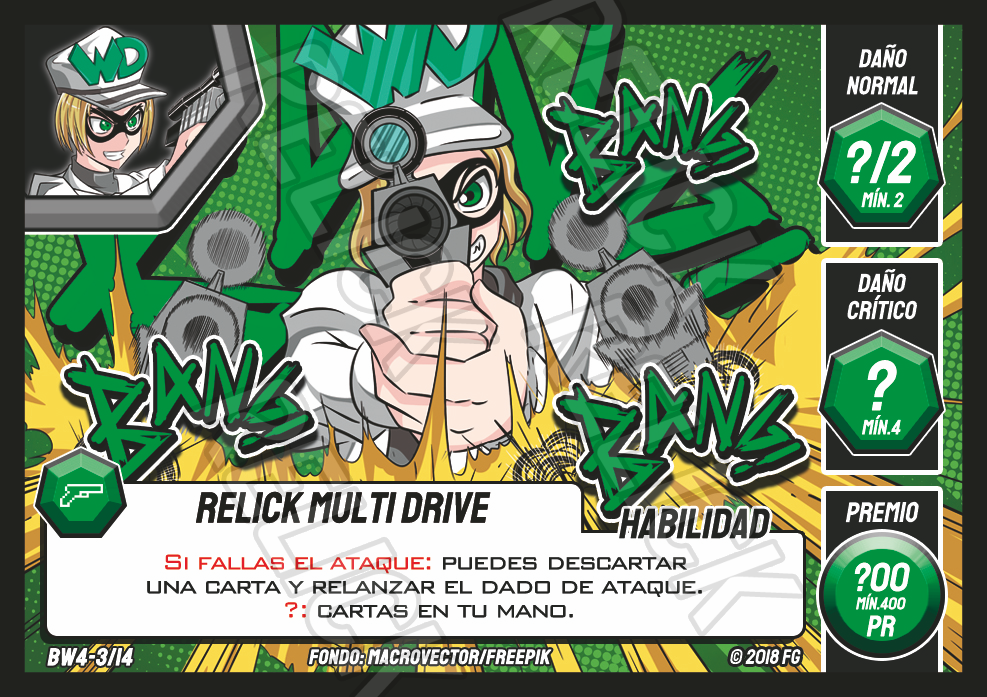 WD
WD
BANG
BANG
BANG
DAÑO
NORMAL
?/2
MÍN. 2
DAÑO
CRÍTICO
?
MÍN.4
PREMIO
?00
MÍN.400
PR
RELICK MULTI DRIVE
HABILIDAD
SI FALLAS EL ATAQUE: PUEDES DESCARTAR
UNA CARTA Y RELANZAR EL DADO DE ATAQUE.
?: CARTAS EN TU MANO.
BW4-3/14
FONDO: MACROVECTOR/FREEPIK
© 2018 FG